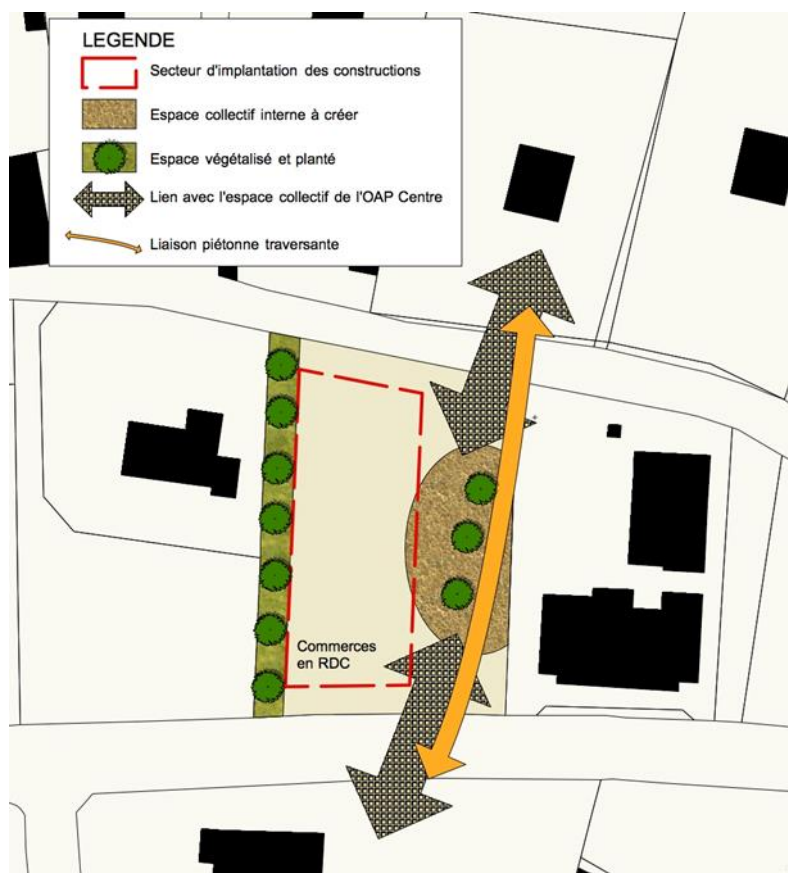 LEGENDE
Secteur d'implantation des constructions
Espace collectif interne à créer
Espace végétalisé et planté
Lien avec l'espace collectif de l'OAP Centre
Liaison piétonne traversante
Commerces
en RDC